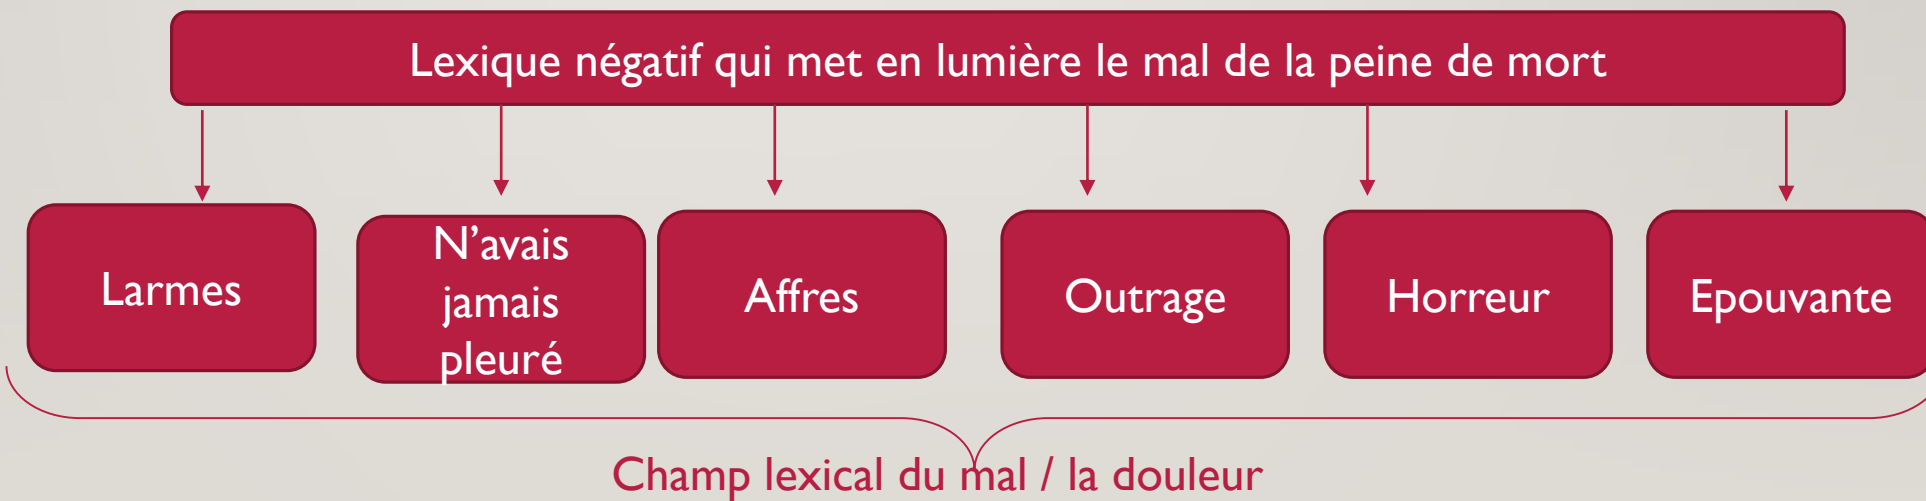 Lexique négatif qui met en lumière le mal de la peine de mort
Larmes
N’avais
jamais
pleuré
Affres
Outrage
Horreur
Epouvante
Champ lexical du mal / la douleur